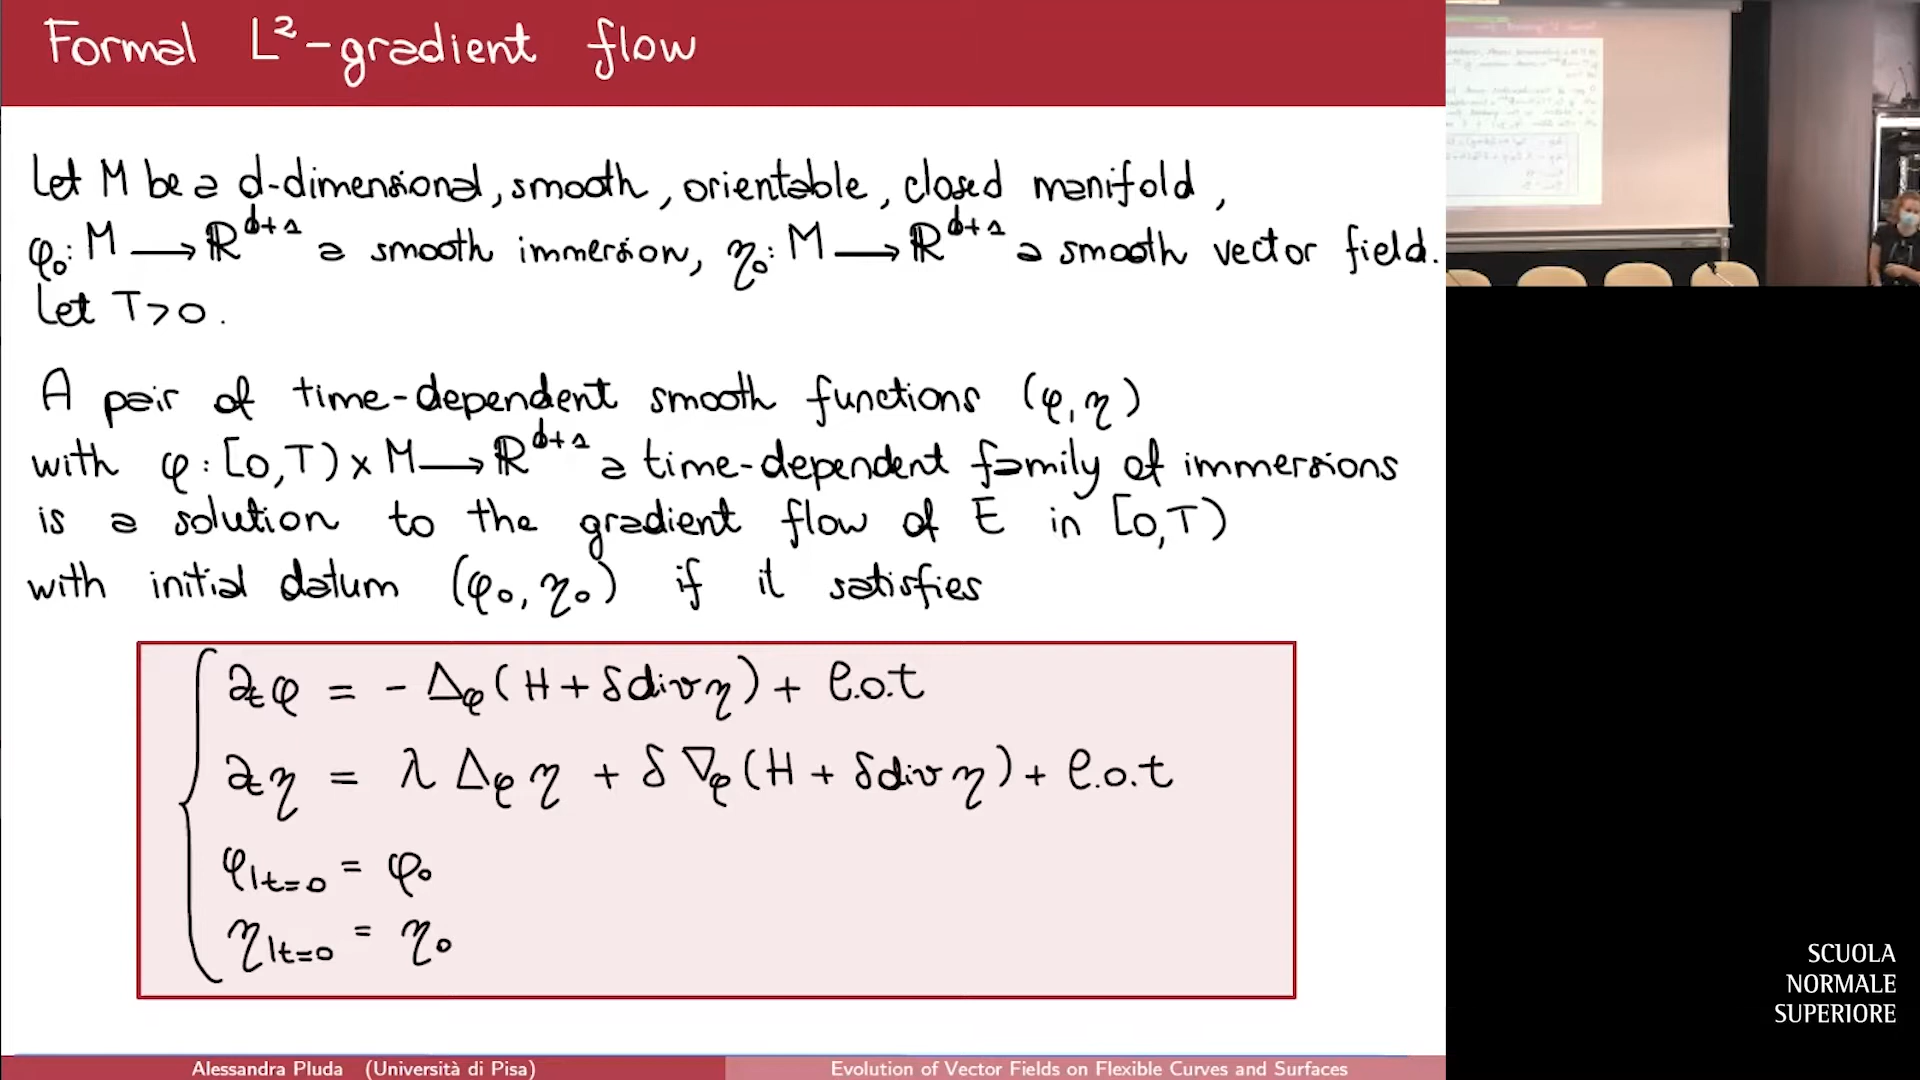 Formal L²-gradient flow
Let M be a d-dimensional, smooth, orientable, closed manifold,
φ₀: M ⟶ ℝᵈ⁺¹ a smooth immersion, η₀: M ⟶ ℝᵈ⁺¹ a smooth vector field.
Let T>0.
A pair of time-dependent smooth functions (φ, η)
with φ: [0,T) x M ⟶ ℝᵈ⁺¹ a time-dependent family of immersions
is a solution to the gradient flow of E in [0,T)
with initial datum (φ₀, η₀) if it satisfies
∂ₜφ = - Δ_φ (H + δ div η) + l.o.t
∂ₜη = λ Δ_φ η + δ ∇_φ (H + δ div η) + l.o.t
φ|t=0 = φ₀
η|t=0 = η₀
Alessandra Pluda (Università di Pisa)
Evolution of Vector Fields on Flexible Curves and Surfaces
SCUOLA
NORMALE
SUPERIORE